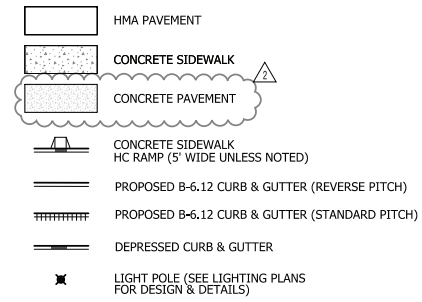 HMA PAVEMENT
CONCRETE SIDEWALK
2
CONCRETE PAVEMENT
CONCRETE SIDEWALK
HC RAMP (5' WIDE UNLESS NOTED)
PROPOSED B-6.12 CURB & GUTTER (REVERSE PITCH)
PROPOSED B-6.12 CURB & GUTTER (STANDARD PITCH)
DEPRESSED CURB & GUTTER
LIGHT POLE (SEE LIGHTING PLANS
FOR DESIGN & DETAILS)